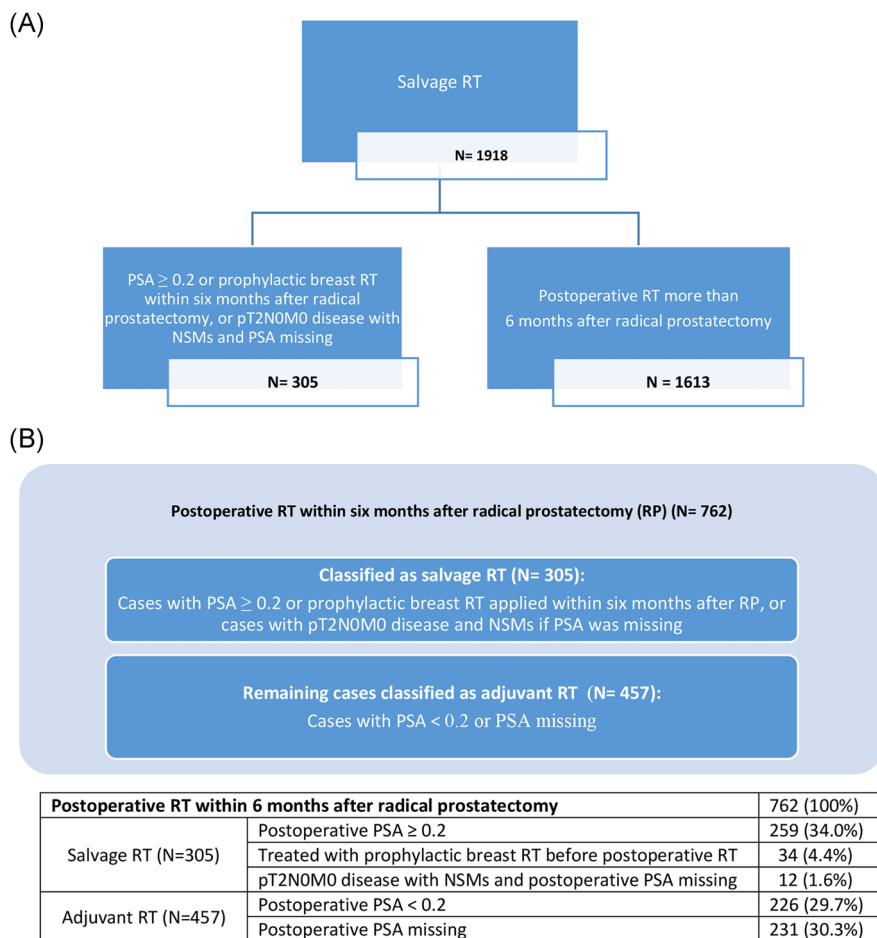 (A)
Salvage RT
N= 1918
PSA ≥ 0.2 or prophylactic breast RT
within six months after radical
prostatectomy, or pT2N0M0 disease with
NSMs and PSA missing
N= 305
Postoperative RT more than
6 months after radical prostatectomy
N = 1613
(B)
Postoperative RT within six months after radical prostatectomy (RP) (N= 762)
Classified as salvage RT (N= 305):
Cases with PSA ≥ 0.2 or prophylactic breast RT applied within six months after RP, or
cases with pT2N0M0 disease and NSMs if PSA was missing
Remaining cases classified as adjuvant RT (N= 457):
Cases with PSA < 0.2 or PSA missing
Postoperative RT within 6 months after radical prostatectomy 762 (100%)
Salvage RT (N=305)
Postoperative PSA ≥ 0.2 259 (34.0%)
Treated with prophylactic breast RT before postoperative RT 34 (4.4%)
pT2N0M0 disease with NSMs and postoperative PSA missing 12 (1.6%)
Adjuvant RT (N=457)
Postoperative PSA < 0.2 226 (29.7%)
Postoperative PSA missing 231 (30.3%)